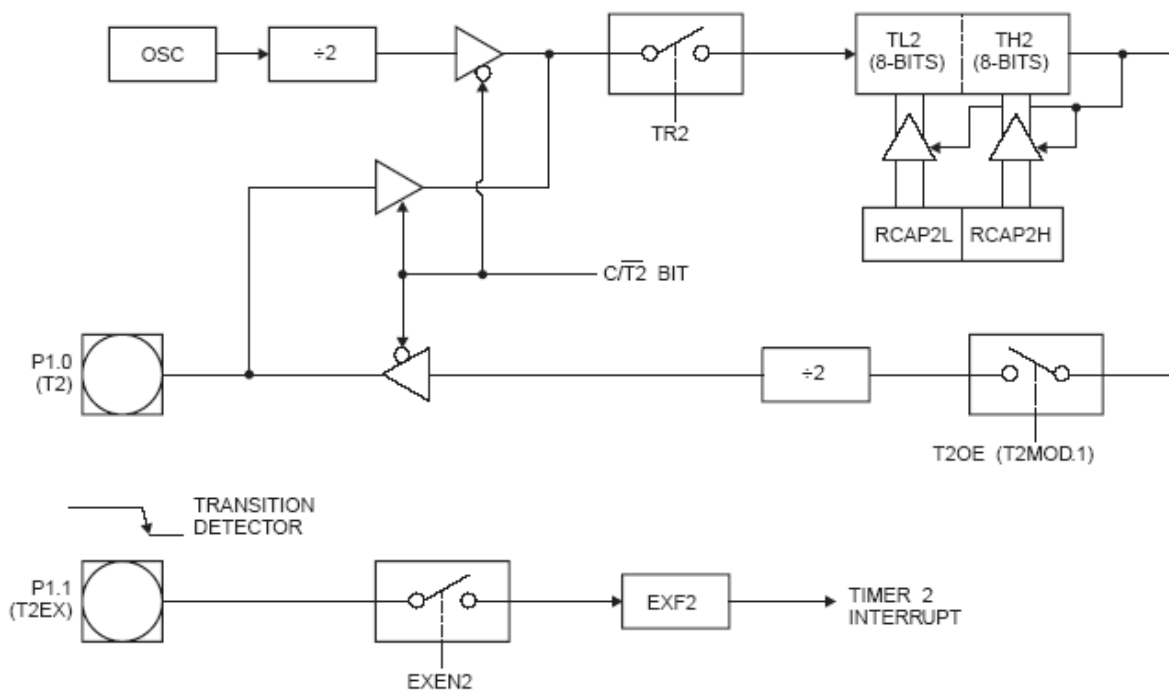 OSC
÷2
TR2
TL2
(8-BITS)
TH2
(8-BITS)
RCAP2L
RCAP2H
C/T2 BIT
P1.0
(T2)
÷2
T2OE (T2MOD.1)
TRANSITION
DETECTOR
P1.1
(T2EX)
EXEN2
EXF2
TIMER 2
INTERRUPT